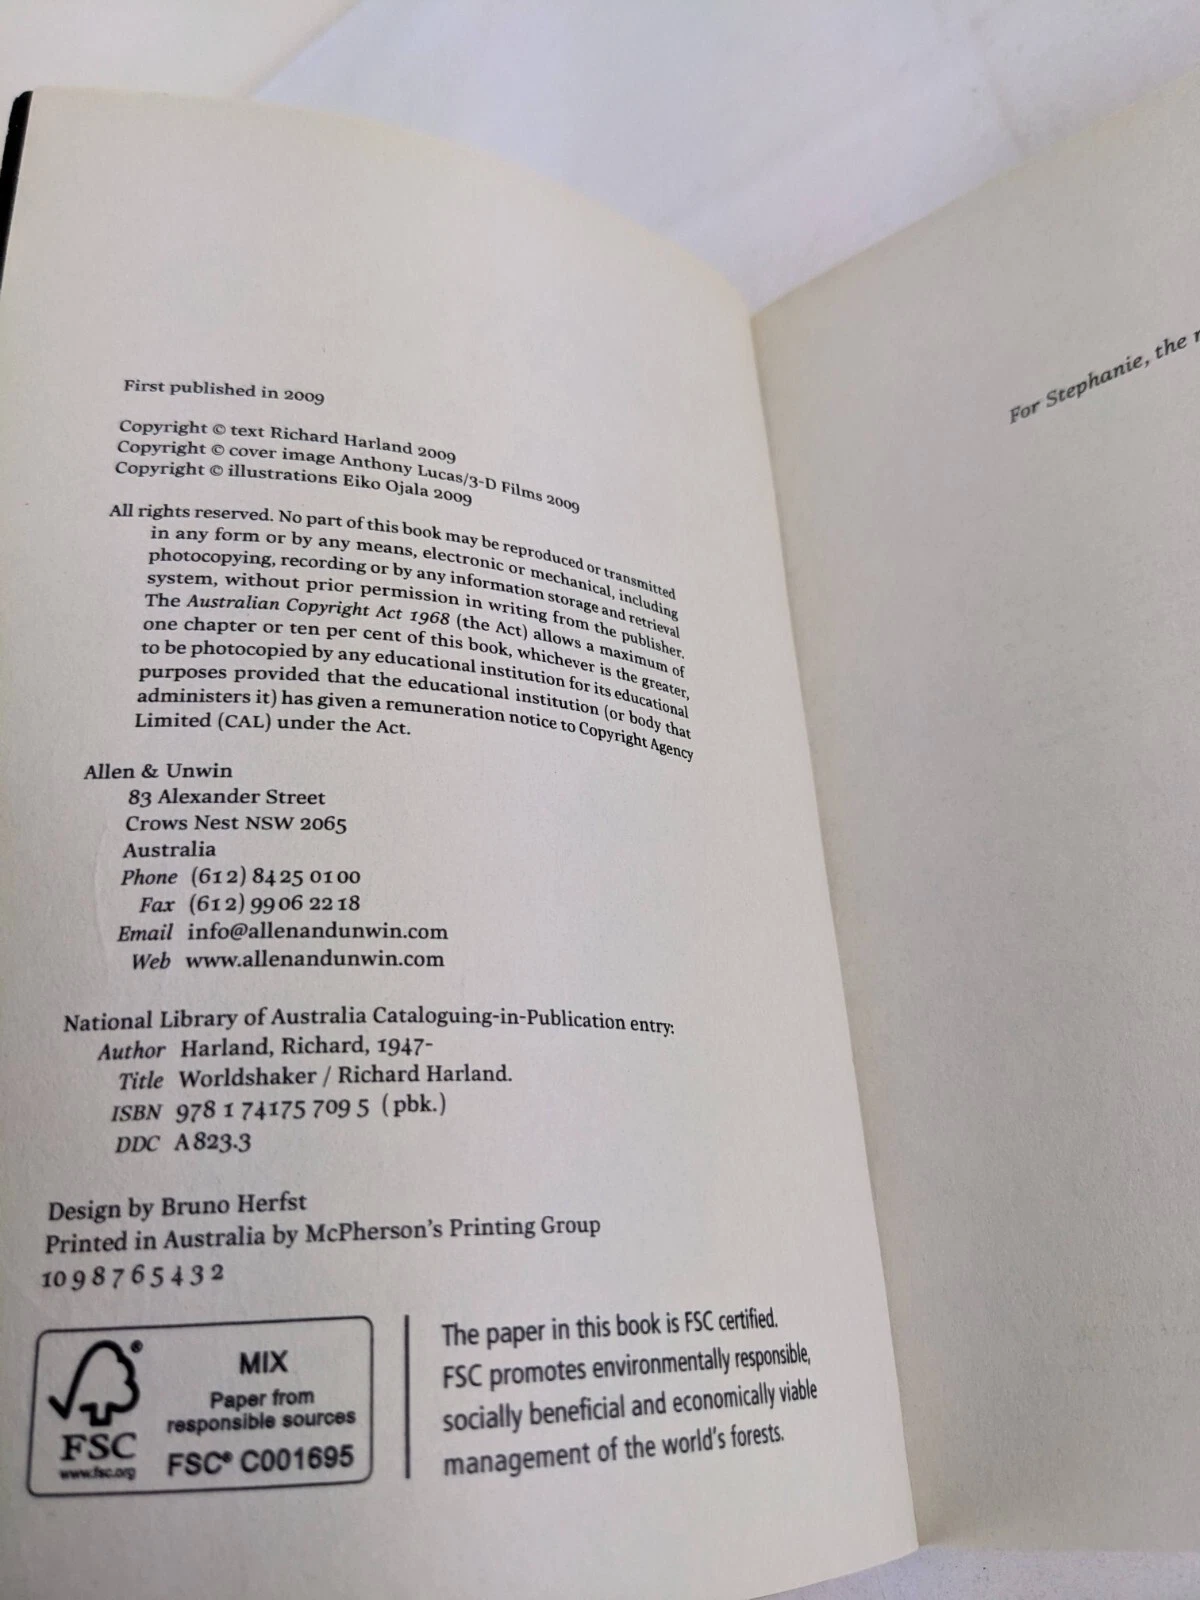 First published in 2009
Copyright © text Richard Harland 2009
Copyright © cover image Anthony Lucas/3-D Films 2009
Copyright © illustrations Eiko Ojala 2009
All rights reserved. No part of this book may be reproduced or transmitted
in any form or by any means, electronic or mechanical, including
photocopying, recording or by any information storage and retrieval
system, without prior permission in writing from the publisher.
The Australian Copyright Act 1968 (the Act) allows a maximum of
one chapter or ten per cent of this book, whichever is the greater,
to be photocopied by any educational institution for its educational
purposes provided that the educational institution (or body that
administers it) has given a remuneration notice to Copyright Agency
Limited (CAL) under the Act.
Allen & Unwin
83 Alexander Street
Crows Nest NSW 2065
Australia
Phone (612) 8425 0100
Fax (612) 9906 2218
Email info@allenandunwin.com
Web www.allenandunwin.com
National Library of Australia Cataloguing-in-Publication entry:
Author Harland, Richard, 1947-
Title Worldshaker / Richard Harland.
ISBN 978 1 74175 709 5 (pbk.)
DDC A823.3
Design by Bruno Herfst
Printed in Australia by McPherson's Printing Group
10 9 8 7 6 5 4 3 2
FSC
www.fsc.org
MIX
Paper from
responsible sources
FSC® C001695
The paper in this book is FSC certified.
FSC promotes environmentally responsible,
socially beneficial and economically viable
management of the world's forests.
For Stephanie, the